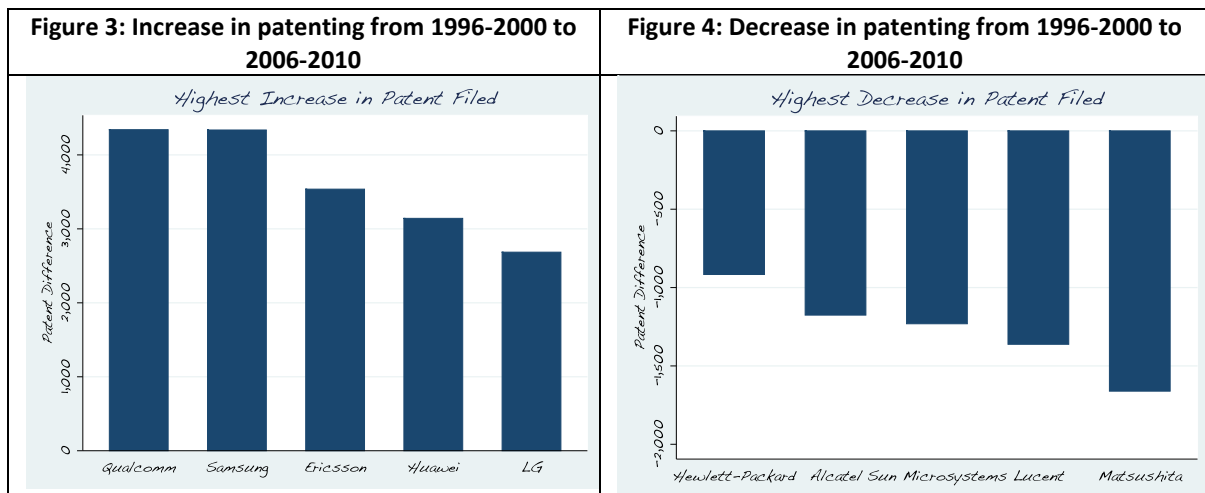 Figure 3: Increase in patenting from 1996-2000 to
2006-2010
Figure 4: Decrease in patenting from 1996-2000 to
2006-2010
Highest Increase in Patent Filed
Patent Difference
4,000
3,000
2,000
1,000
0
Qualcomm Samsung Ericsson Huawei LG
Highest Decrease in Patent Filed
Patent Difference
0
-500
-1,000
-1,500
-2,000
Hewlett-Packard Alcatel Sun Microsystems Lucent Matsushita